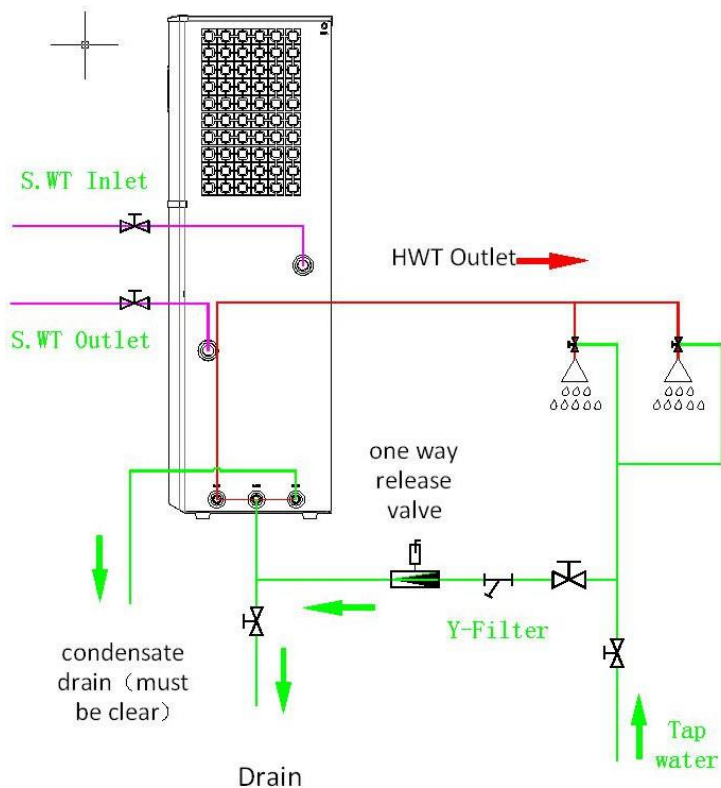 S.WT Inlet
HWT Outlet
S.WT Outlet
one way
release
valve
Y-Filter
condensate
drain（must
be clear）
Tap
water
Drain